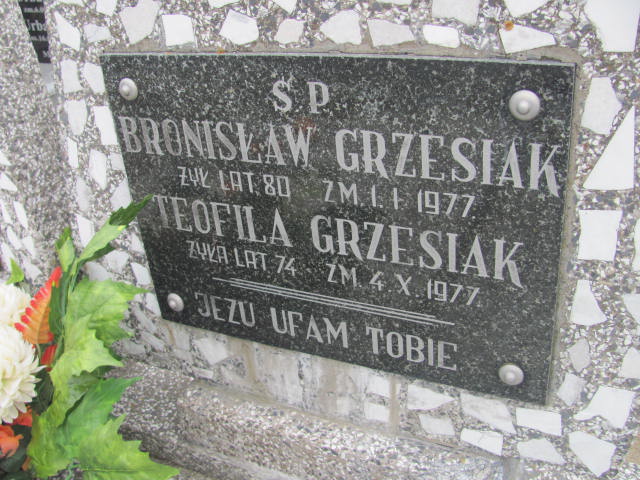 Ś.P.
BRONISŁAW GRZESIAK
ŻYŁ LAT 80 ZM 1.I 1977
TEOFILA GRZESIAK
ŻYŁA LAT 74 ZM 4 X. 1977.
JEZU UFAM TOBIE